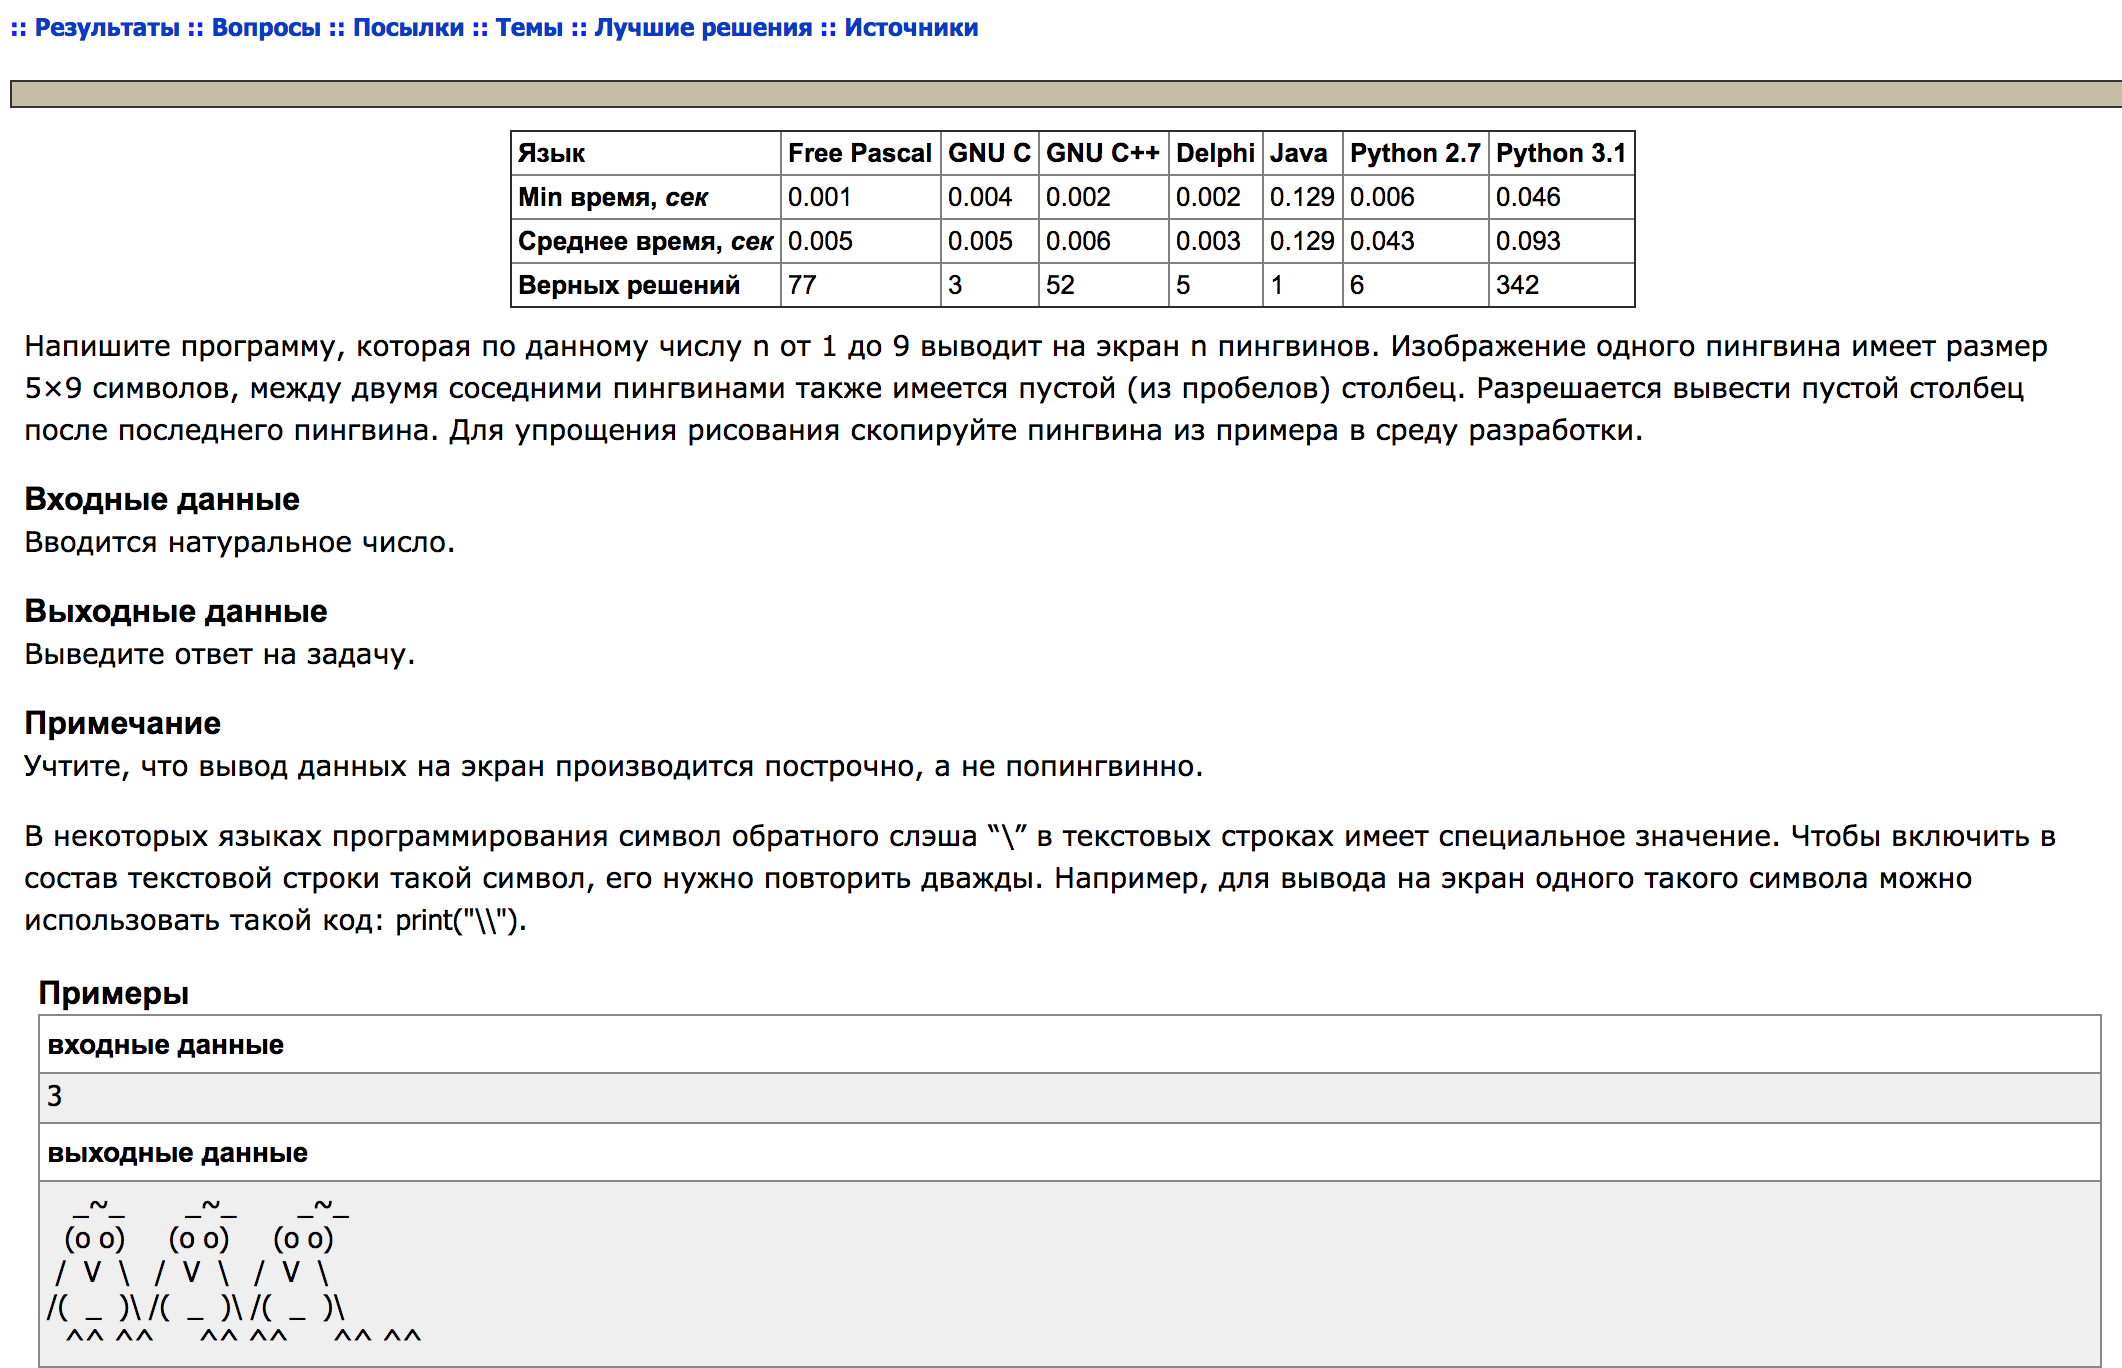 :: Результаты :: Вопросы :: Посылки :: Темы :: Лучшие решения :: Источники
Язык Free Pascal GNU C GNU C++ Delphi Java Python 2.7 Python 3.1
Min время, сек 0.001 0.004 0.002 0.002 0.129 0.006 0.046
Среднее время, сек 0.005 0.005 0.006 0.003 0.129 0.043 0.093
Верных решений 77 3 52 5 1 6 342
Напишите программу, которая по данному числу n от 1 до 9 выводит на экран n пингвинов. Изображение одного пингвина имеет размер
5×9 символов, между двумя соседними пингвинами также имеется пустой (из пробелов) столбец. Разрешается вывести пустой столбец
после последнего пингвина. Для упрощения рисования скопируйте пингвина из примера в среду разработки.
Входные данные
Вводится натуральное число.
Выходные данные
Выведите ответ на задачу.
Примечание
Учтите, что вывод данных на экран производится построчно, а не попингвинно.
В некоторых языках программирования символ обратного слэша “\” в текстовых строках имеет специальное значение. Чтобы включить в
состав текстовой строки такой символ, его нужно повторить дважды. Например, для вывода на экран одного такого символа можно
использовать такой код: print("\\").
Примеры
входные данные
3
выходные данные
   _~_       _~_       _~_
  (o o)     (o o)     (o o)
 /  V  \   /  V  \   /  V  \
/(  _  )\ /(  _  )\ /(  _  )\
  ^^ ^^     ^^ ^^     ^^ ^^